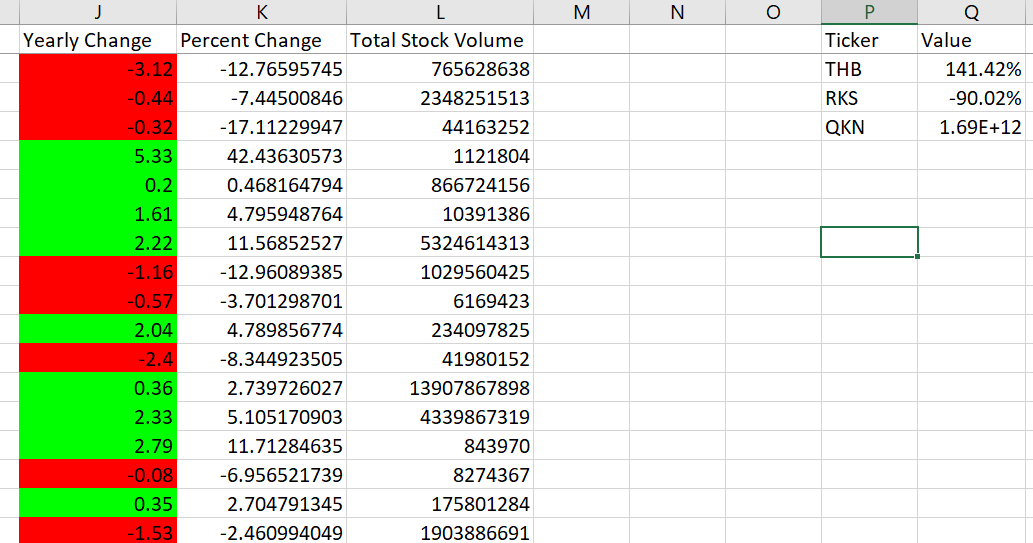 J K L M N O P Q
Yearly Change Percent Change Total Stock Volume Ticker Value
-3.12 -12.76595745 765628638 THB 141.42%
-0.44 -7.44500846 2348251513 RKS -90.02%
-0.32 -17.11229947 44163252 QKN 1.69E+12
5.33 42.43630573 1121804
0.2 0.468164794 866724156
1.61 4.795948764 10391386
2.22 11.56852527 5324614313
-1.16 -12.96089385 1029560425
-0.57 -3.701298701 6169423
2.04 4.789856774 234097825
-2.4 -8.344923505 41980152
0.36 2.739726027 13907867898
2.33 5.105170903 4339867319
2.79 11.71284635 843970
-0.08 -6.956521739 8274367
0.35 2.704791345 175801284
-1.53 -2.460994049 1903886691